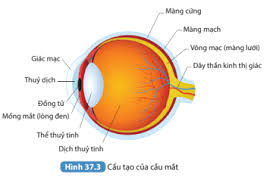 Màng cứng
Màng mạch
Võng mạc (màng lưới)
Dây thần kinh thị giác
Giác mạc
Thuỷ dịch
Đồng tử
Mống mắt (lòng đen)
Thể thuỷ tinh
Dịch thuỷ tinh
Hình 37.3 Cấu tạo của cầu mắt